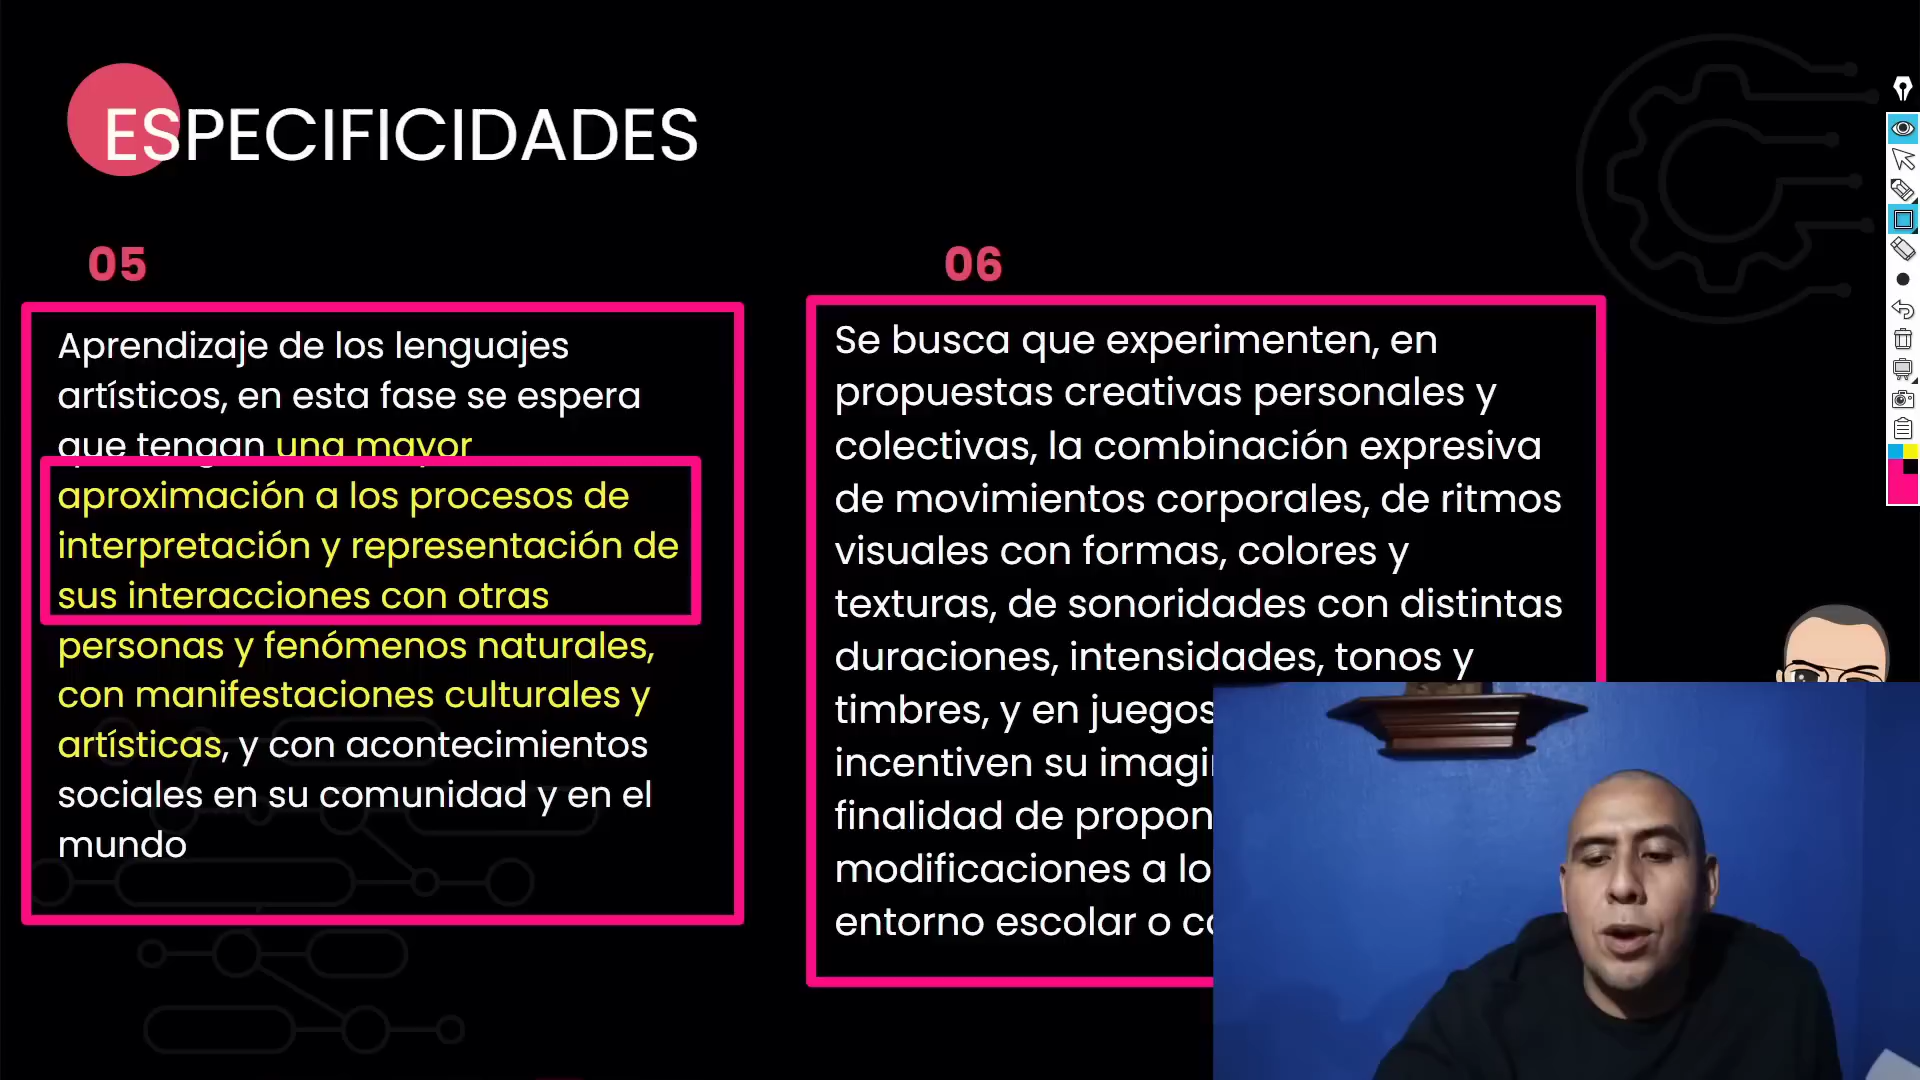 ESPECIFICIDADES
05
Aprendizaje de los lenguajes
artísticos, en esta fase se espera
que tengan una mayor
aproximación a los procesos de
interpretación y representación de
sus interacciones con otras
personas y fenómenos naturales,
con manifestaciones culturales y
artísticas, y con acontecimientos
sociales en su comunidad y en el
mundo
06
Se busca que experimenten, en
propuestas creativas personales y
colectivas, la combinación expresiva
de movimientos corporales, de ritmos
visuales con formas, colores y
texturas, de sonoridades con distintas
duraciones, intensidades, tonos y
timbres, y en juegos
incentiven su
finalidad de
modificaciones a
entorno escolar o